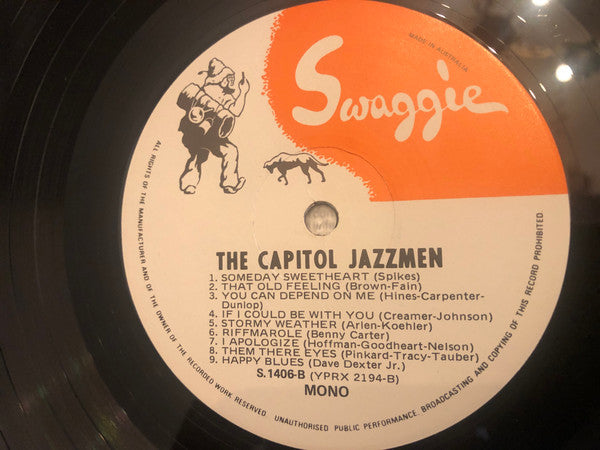 MADE IN AUSTRALIA
Swaggie
THE CAPITOL JAZZMEN
1. SOMEDAY SWEETHEART (Spikes)
2. THAT OLD FEELING (Brown-Fain)
3. YOU CAN DEPEND ON ME (Hines-Carpenter-
Dunlop)
4. IF I COULD BE WITH YOU (Creamer-Johnson)
5. STORMY WEATHER (Arlen-Koehler)
6. RIFFMAROLE (Benny Carter)
7. I APOLOGIZE (Hoffman-Goodheart-Nelson)
8. THEM THERE EYES (Pinkard-Tracy-Tauber)
9. HAPPY BLUES (Dave Dexter Jr.)
S.1406-B (YPRX 2194-B)
MONO
ALL RIGHTS OF THE MANUFACTURER AND OF THE OWNER OF THE RECORDED WORK RESERVED. UNAUTHORISED PUBLIC PERFORMANCE, BROADCASTING AND COPYING OF THIS RECORD PROHIBITED